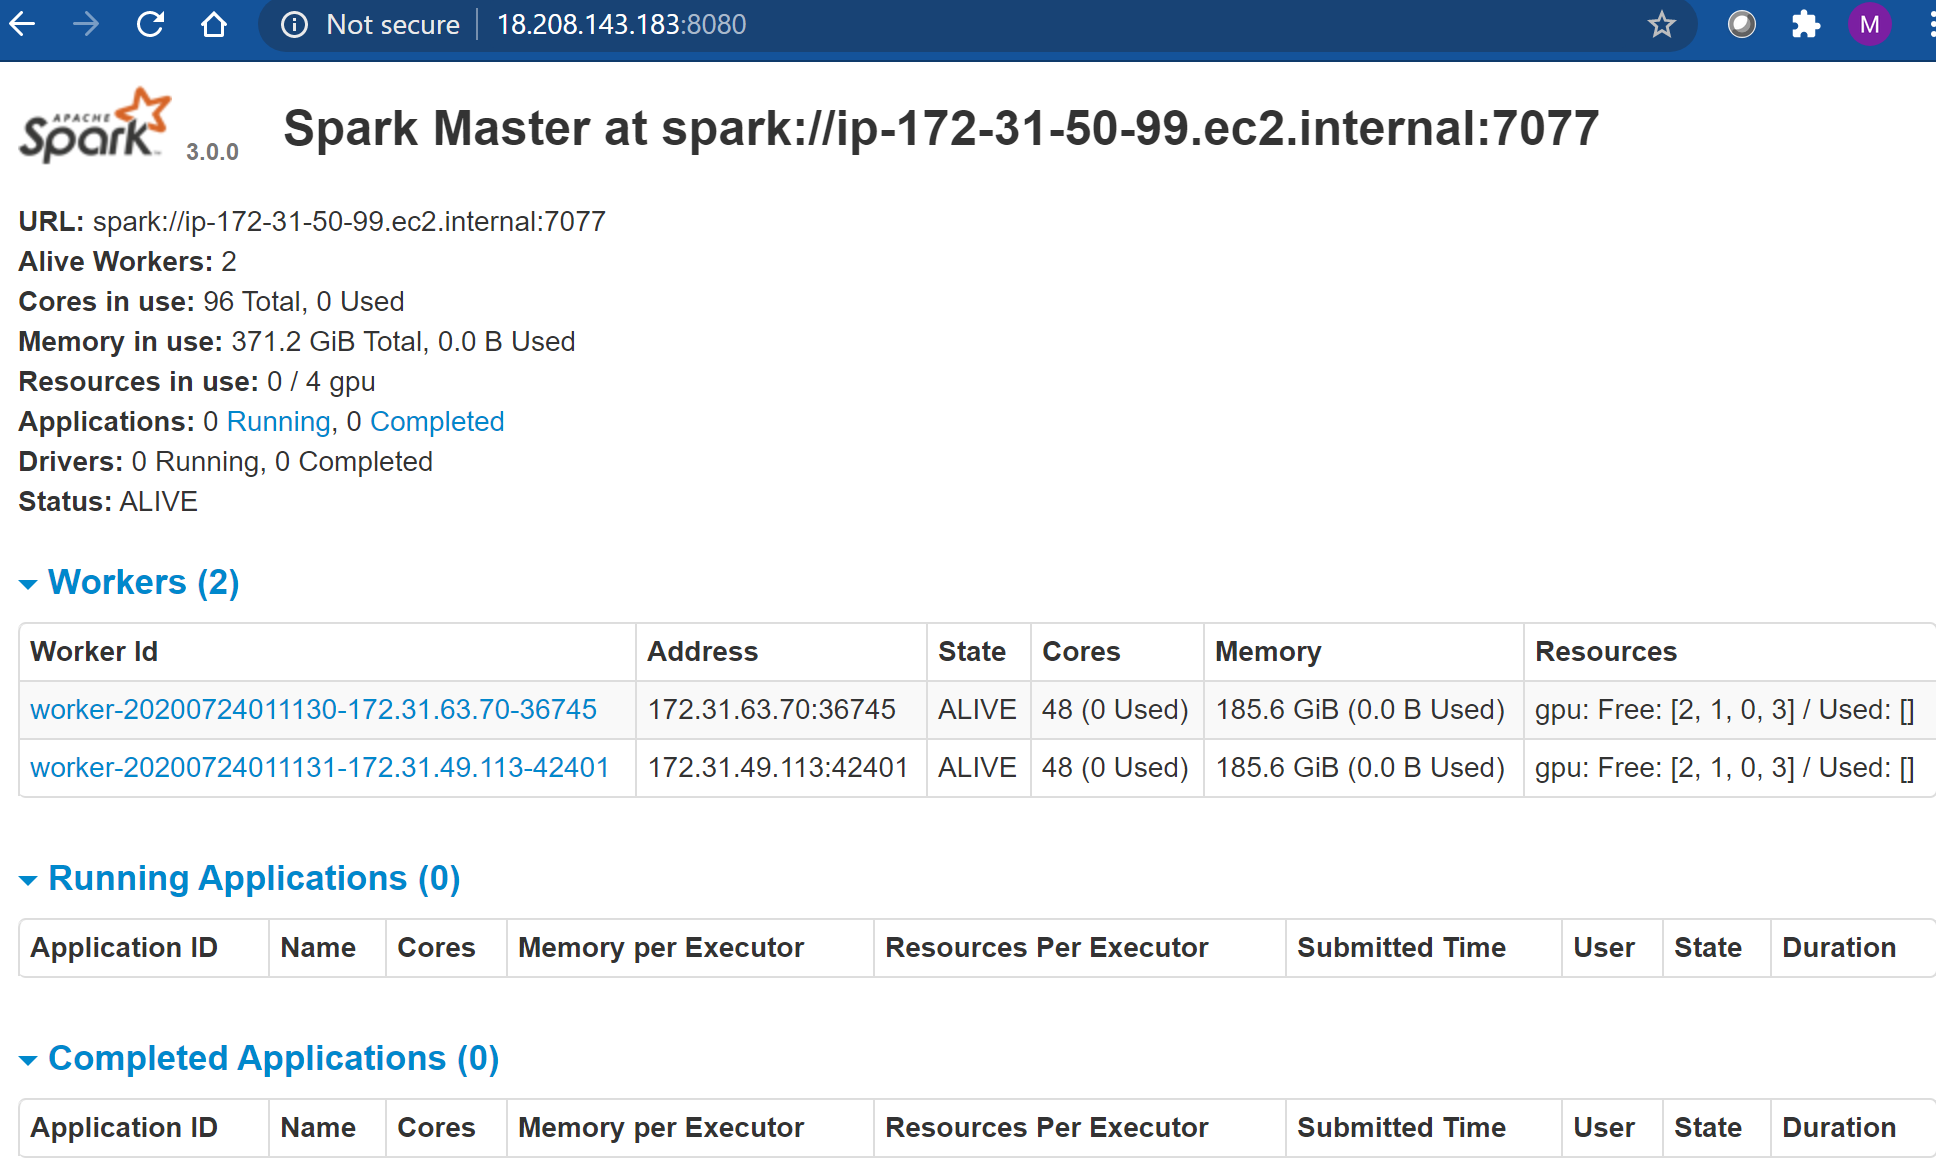 Not secure 18.208.143.183:8080
M
APACHE
Spark 3.0.0
Spark Master at spark://ip-172-31-50-99.ec2.internal:7077
URL: spark://ip-172-31-50-99.ec2.internal:7077
Alive Workers: 2
Cores in use: 96 Total, 0 Used
Memory in use: 371.2 GiB Total, 0.0 B Used
Resources in use: 0 / 4 gpu
Applications: 0 Running, 0 Completed
Drivers: 0 Running, 0 Completed
Status: ALIVE
Workers (2)
Worker Id Address State Cores Memory Resources
worker-20200724011130-172.31.63.70-36745 172.31.63.70:36745 ALIVE 48 (0 Used) 185.6 GiB (0.0 B Used) gpu: Free: [2, 1, 0, 3] / Used: []
worker-20200724011131-172.31.49.113-42401 172.31.49.113:42401 ALIVE 48 (0 Used) 185.6 GiB (0.0 B Used) gpu: Free: [2, 1, 0, 3] / Used: []
Running Applications (0)
Application ID Name Cores Memory per Executor Resources Per Executor Submitted Time User State Duration
Completed Applications (0)
Application ID Name Cores Memory per Executor Resources Per Executor Submitted Time User State Duration